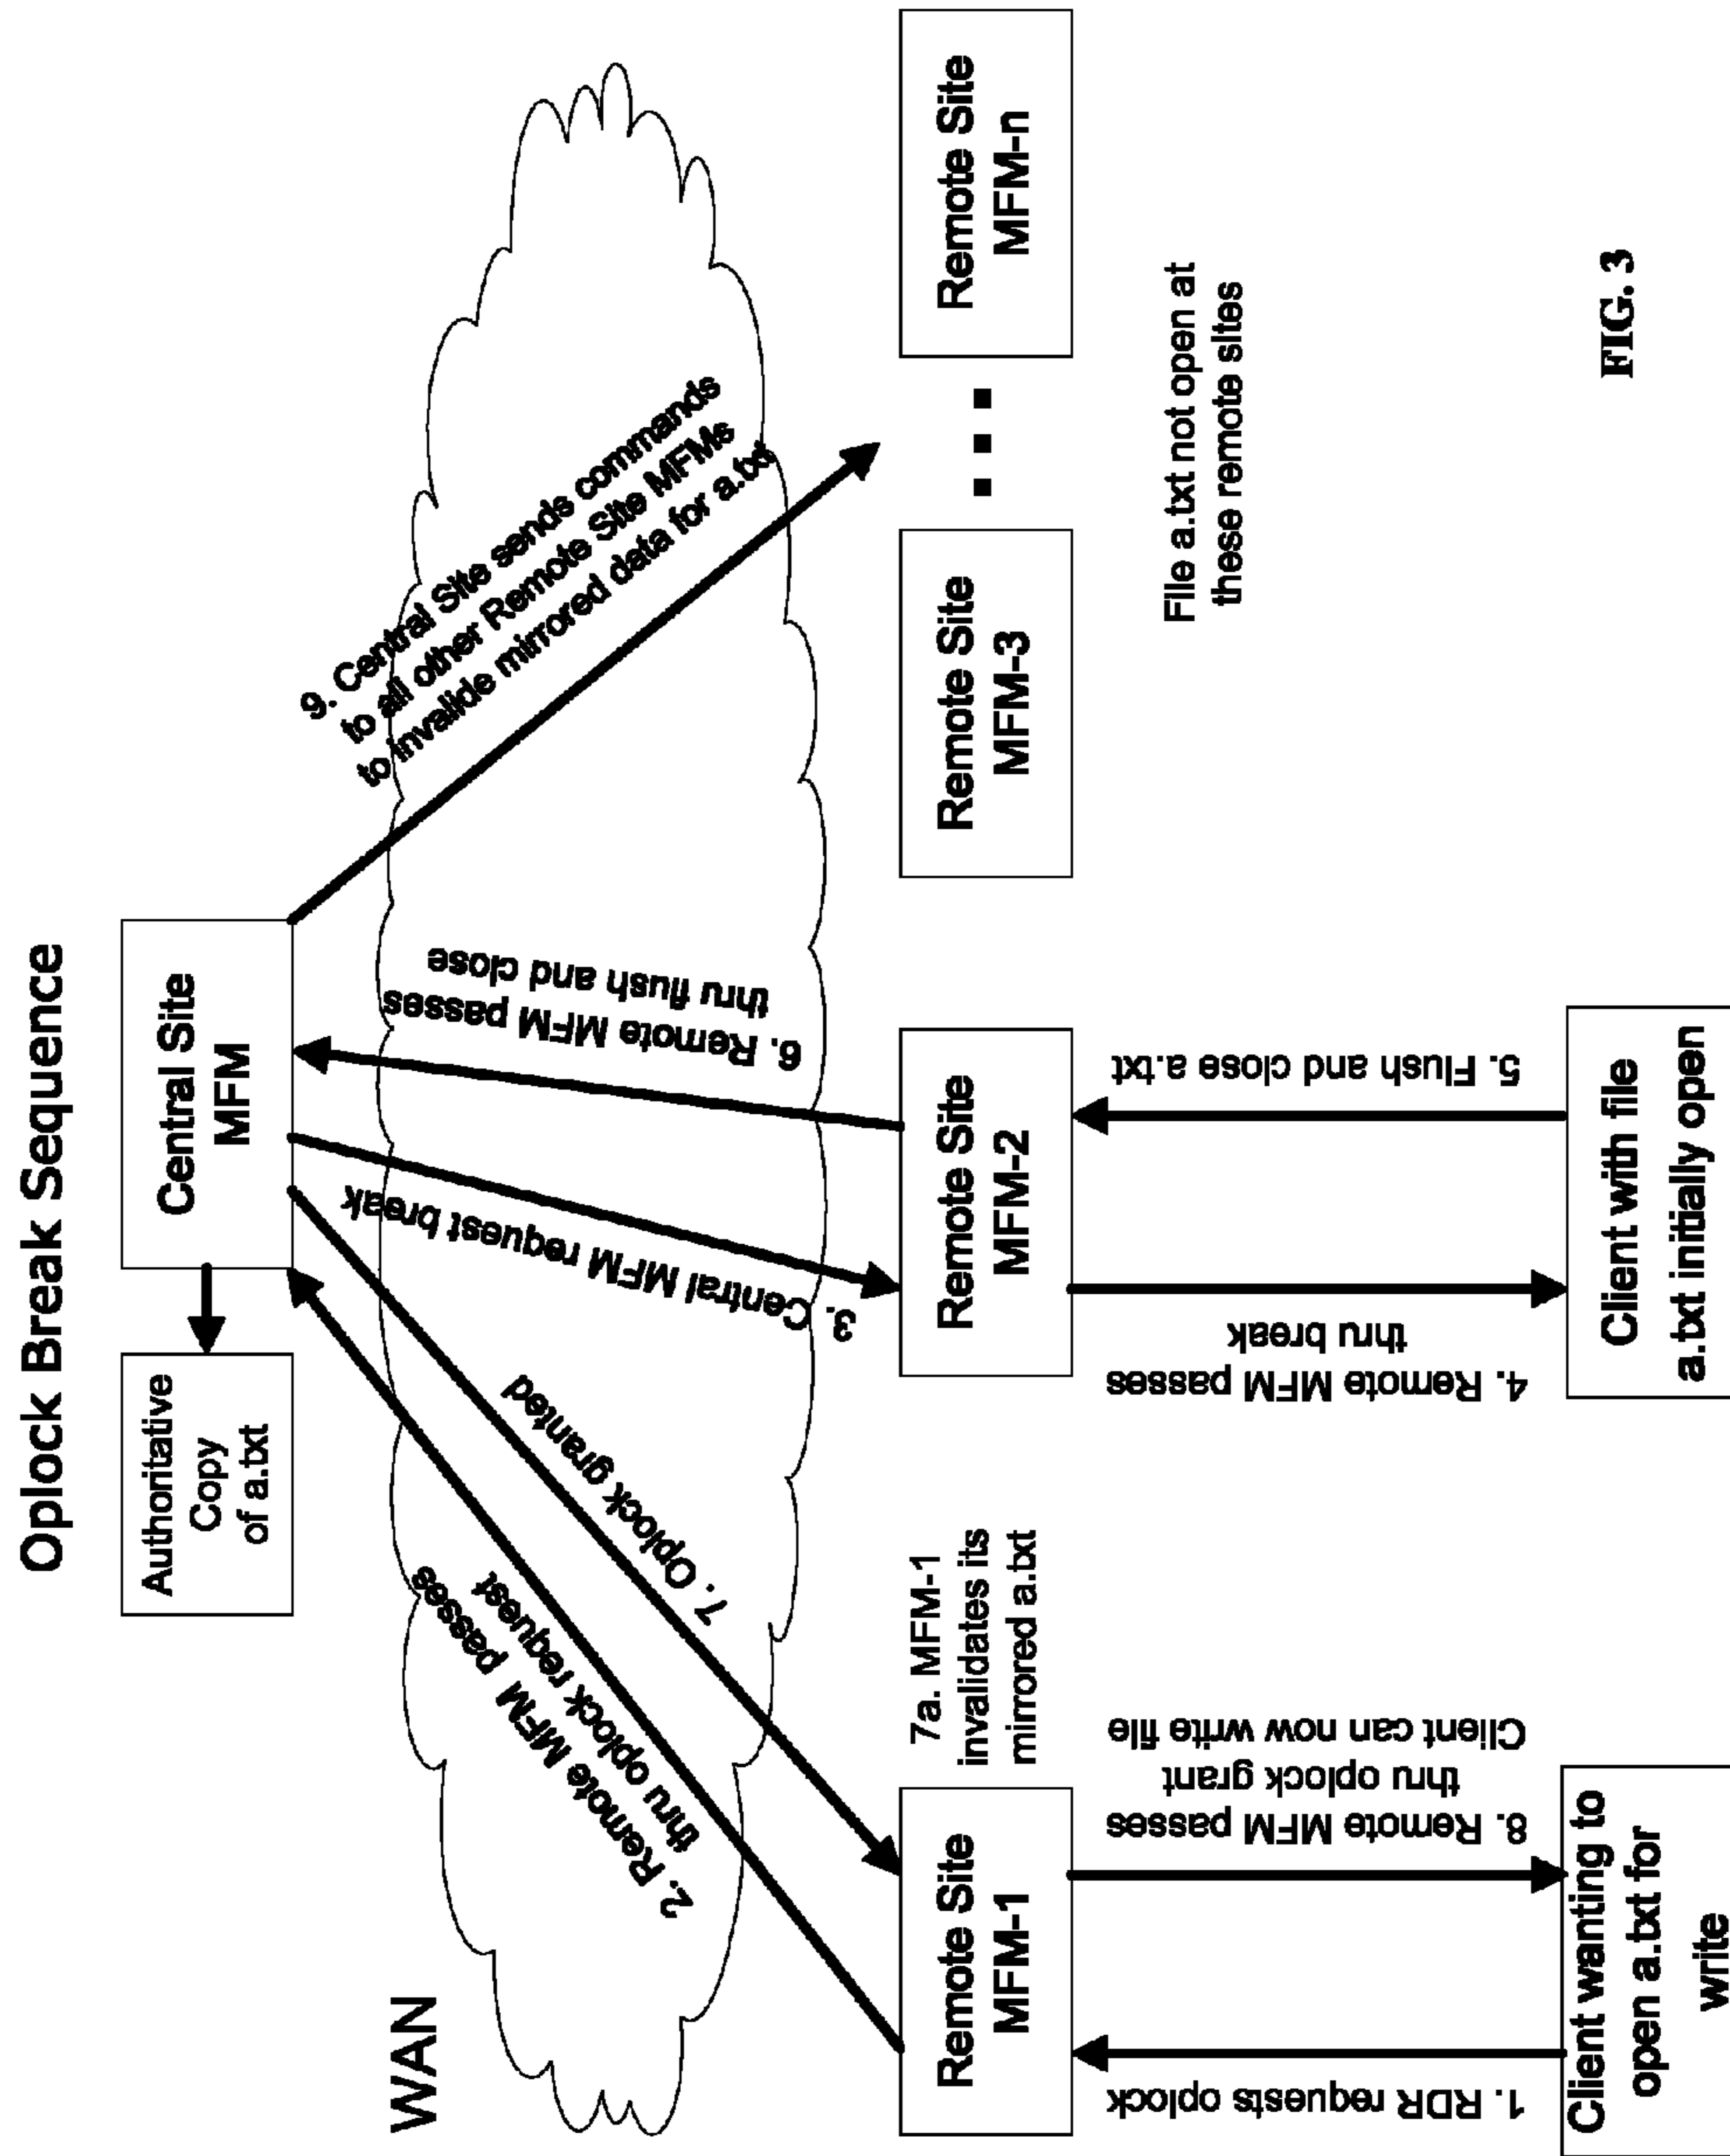 Oplock Break Sequence
Authoritative
Copy
of a.txt
Central Site
MFM
WAN
2. Remote MFM passes
thru oplock request
7. Oplock granted
3. Central MFM request break
6. Remote MFM passes
thru flush and close
9. Central Site sends commands
to all other Remote Site MFMs
to invalide mirrored data for a.txt
7a. MFM-1
invalidates its
mirrored a.txt
Remote Site
MFM-1
Remote Site
MFM-2
Remote Site
MFM-3
Remote Site
MFM-n
1. RDR requests oplock
8. Remote MFM passes
thru oplock grant
Client can now write file
4. Remote MFM passes
thru break
5. Flush and close a.txt
File a.txt not open at
these remote sites
Client wanting to
open a.txt for
write
Client with file
a.txt initially open
FIG. 3